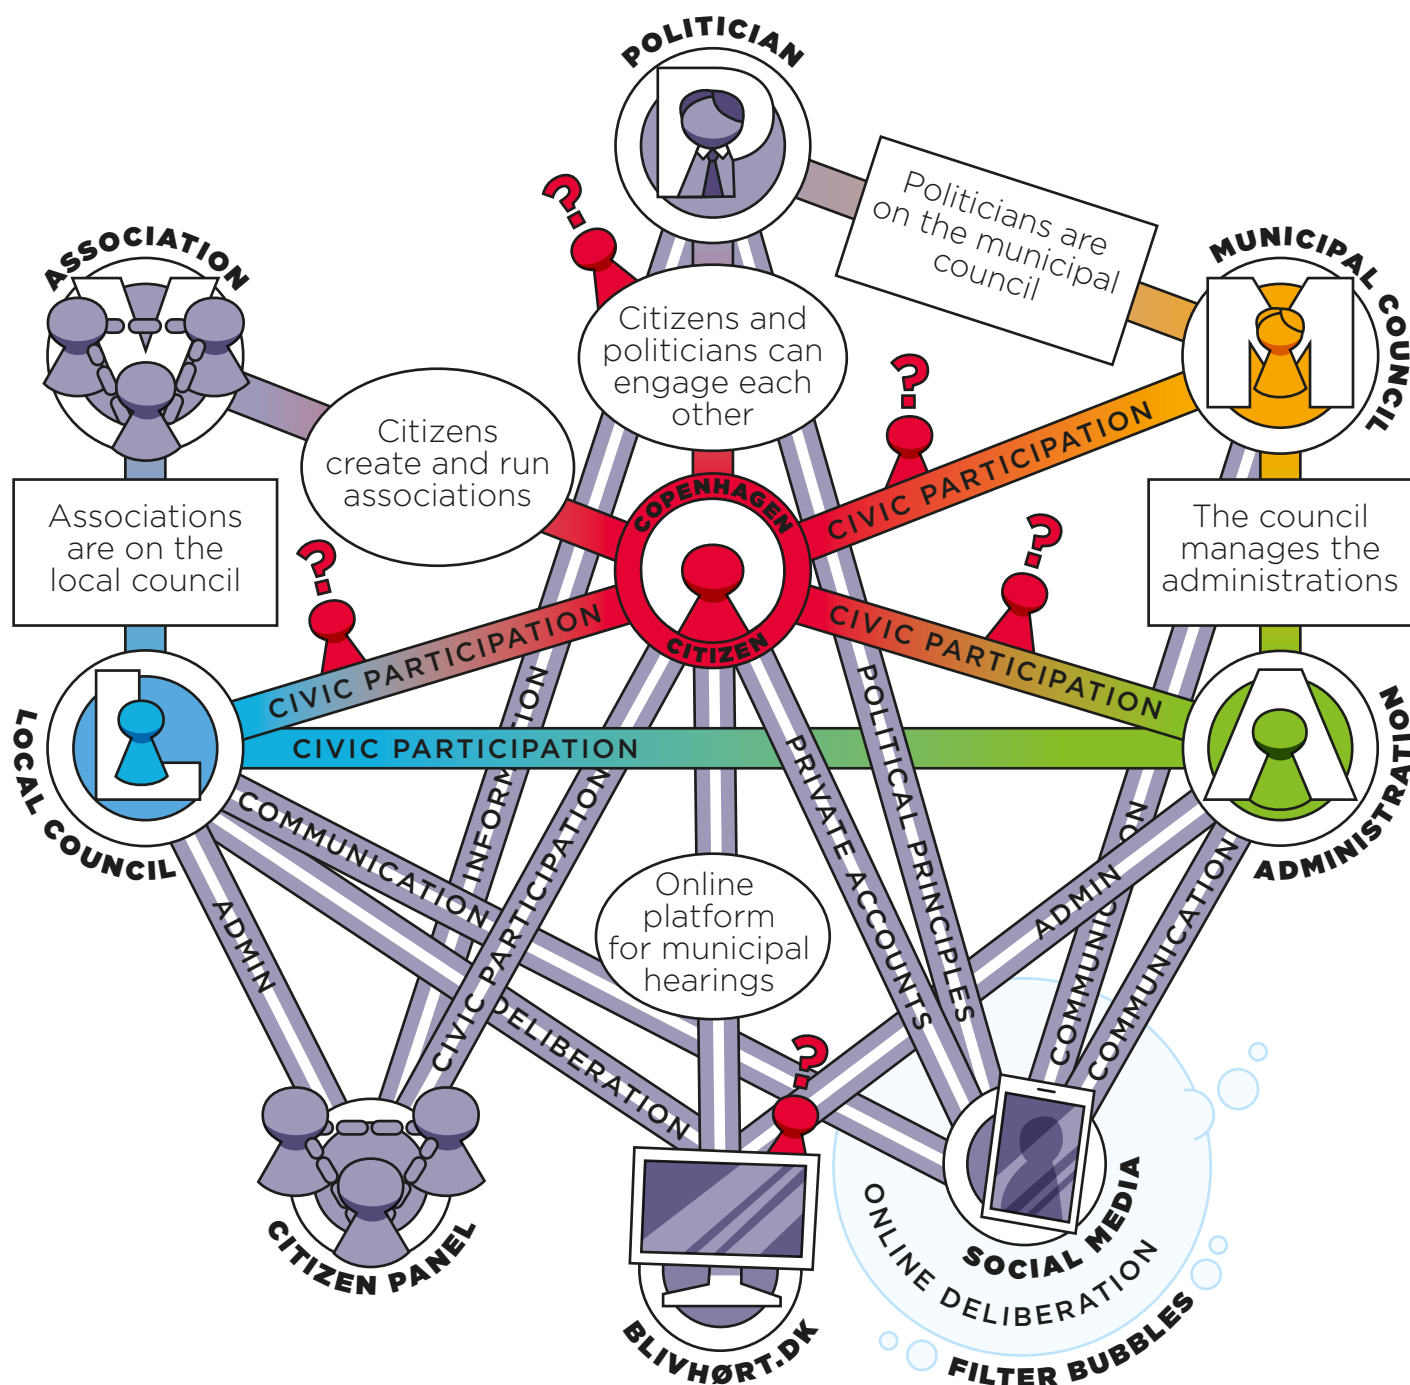 POLITICIAN
Politicians are
on the municipal
council
ASSOCIATION
MUNICIPAL COUNCIL
Citizens and
politicians can
engage each
other
?
?
Citizens
create and run
associations
CIVIC PARTICIPATION
COPENHAGEN
CITIZEN
Associations
are on the
local council
The council
manages the
administrations
?
?
CIVIC PARTICIPATION
CIVIC PARTICIPATION
CIVIC PARTICIPATION
LOCAL COUNCIL
ADMINISTRATION
INFORMATION
POLITICAL PRINCIPLES
PRIVATE ACCOUNTS
COMMUNICATION
CIVIC PARTICIPATION
ADMIN
ADMIN
COMMUNICATION
COMMUNICATION
DELIBERATION
Online
platform
for municipal
hearings
?
CITIZEN PANEL
BLIVHØRT.DK
SOCIAL MEDIA
ONLINE DELIBERATION
FILTER BUBBLES
P
V
M
L
A